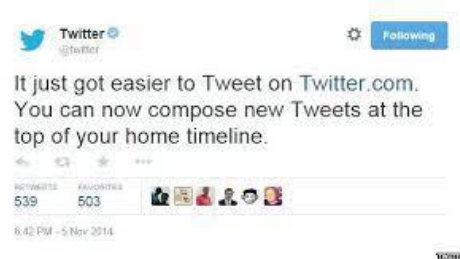 Twitter
@twitter
Following
It just got easier to Tweet on Twitter.com.
You can now compose new Tweets at the
top of your home timeline.
RETWEETS FAVORITES
539 503
6:42 PM - 5 Nov 2014